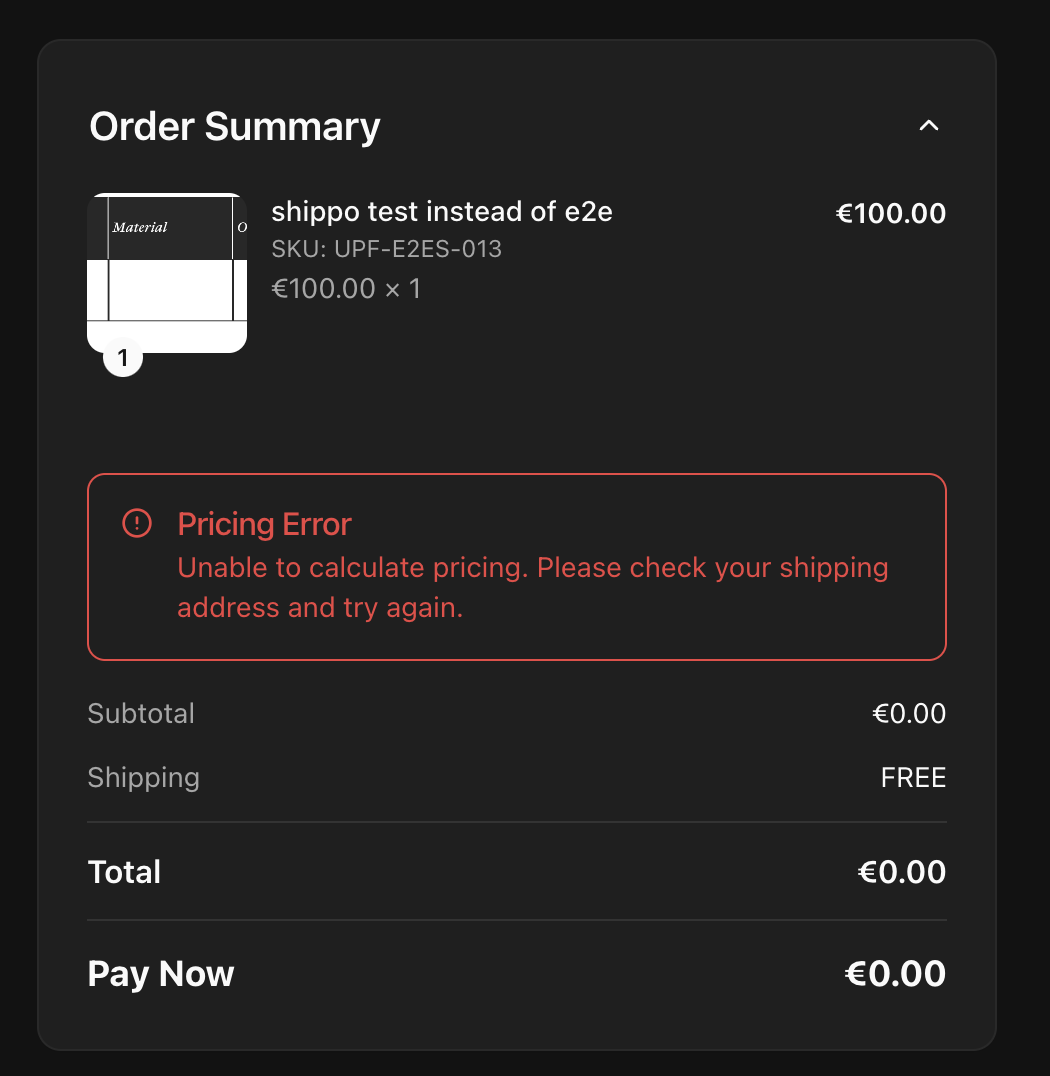 Order Summary
Material
O
shippo test instead of e2e
€100.00
SKU: UPF-E2ES-013
€100.00 × 1
1
Pricing Error
Unable to calculate pricing. Please check your shipping
address and try again.
Subtotal
€0.00
Shipping
FREE
Total
€0.00
Pay Now
€0.00